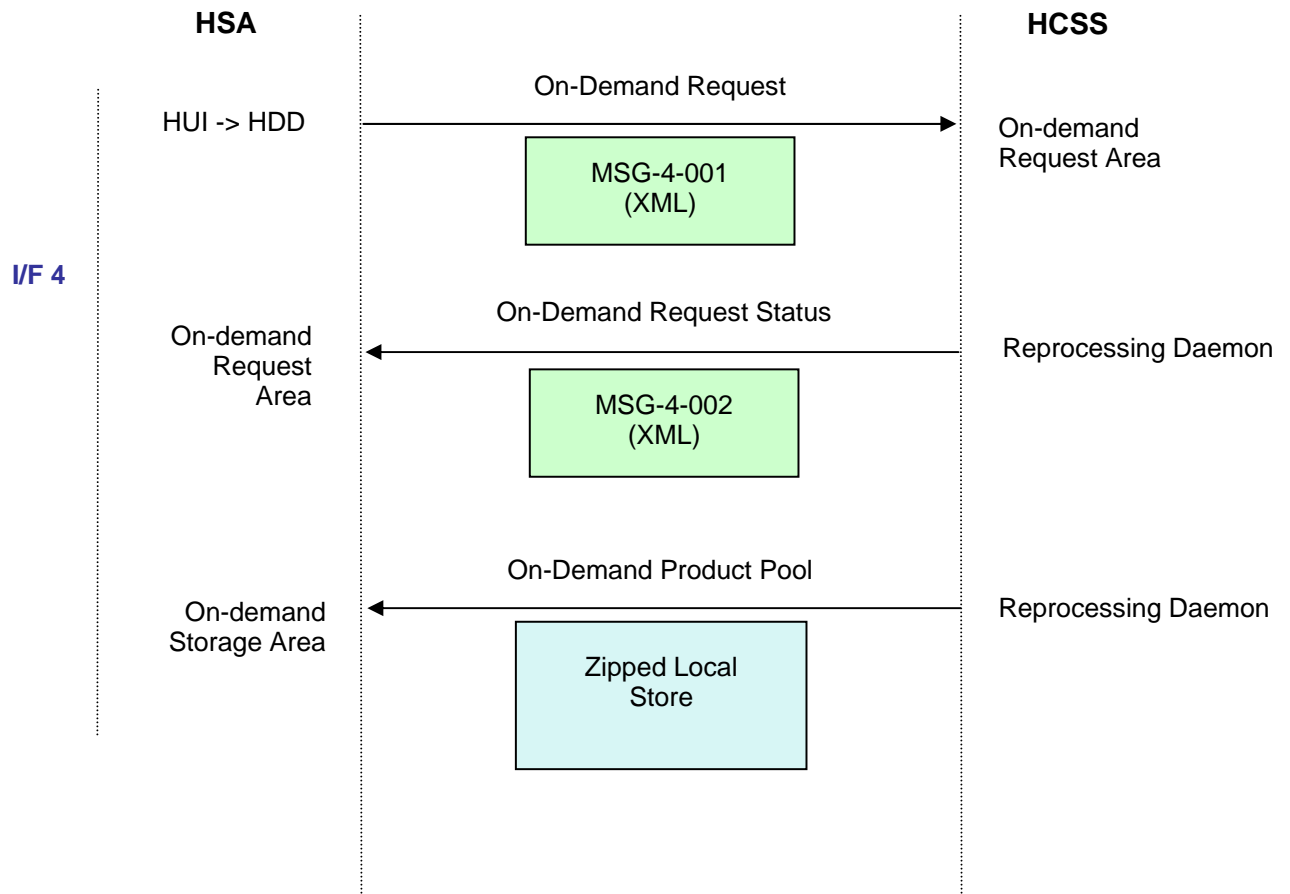 HSA
HCSS
On-Demand Request
HUI -> HDD
On-demand
Request Area
MSG-4-001
(XML)
I/F 4
On-Demand Request Status
On-demand
Request
Area
Reprocessing Daemon
MSG-4-002
(XML)
On-Demand Product Pool
On-demand
Storage Area
Reprocessing Daemon
Zipped Local
Store